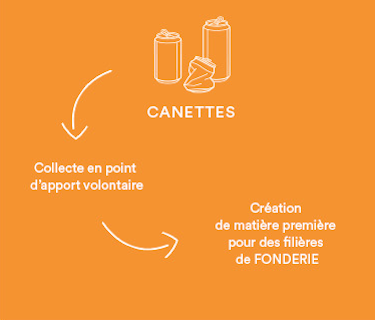 CANETTES
Collecte en point
d'apport volontaire
Création
de matière première
pour des filières
de FONDERIE